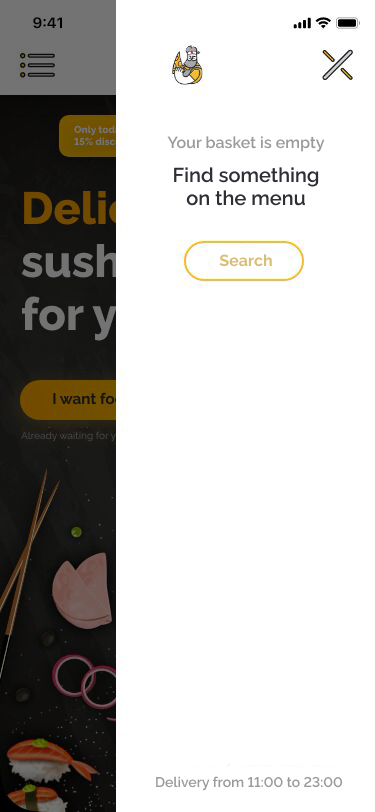 9:41
Only tod
15% disc
Deli
sush
for y
I want fo
Already waiting for y
Your basket is empty
Find something
on the menu
Search
Delivery from 11:00 to 23:00